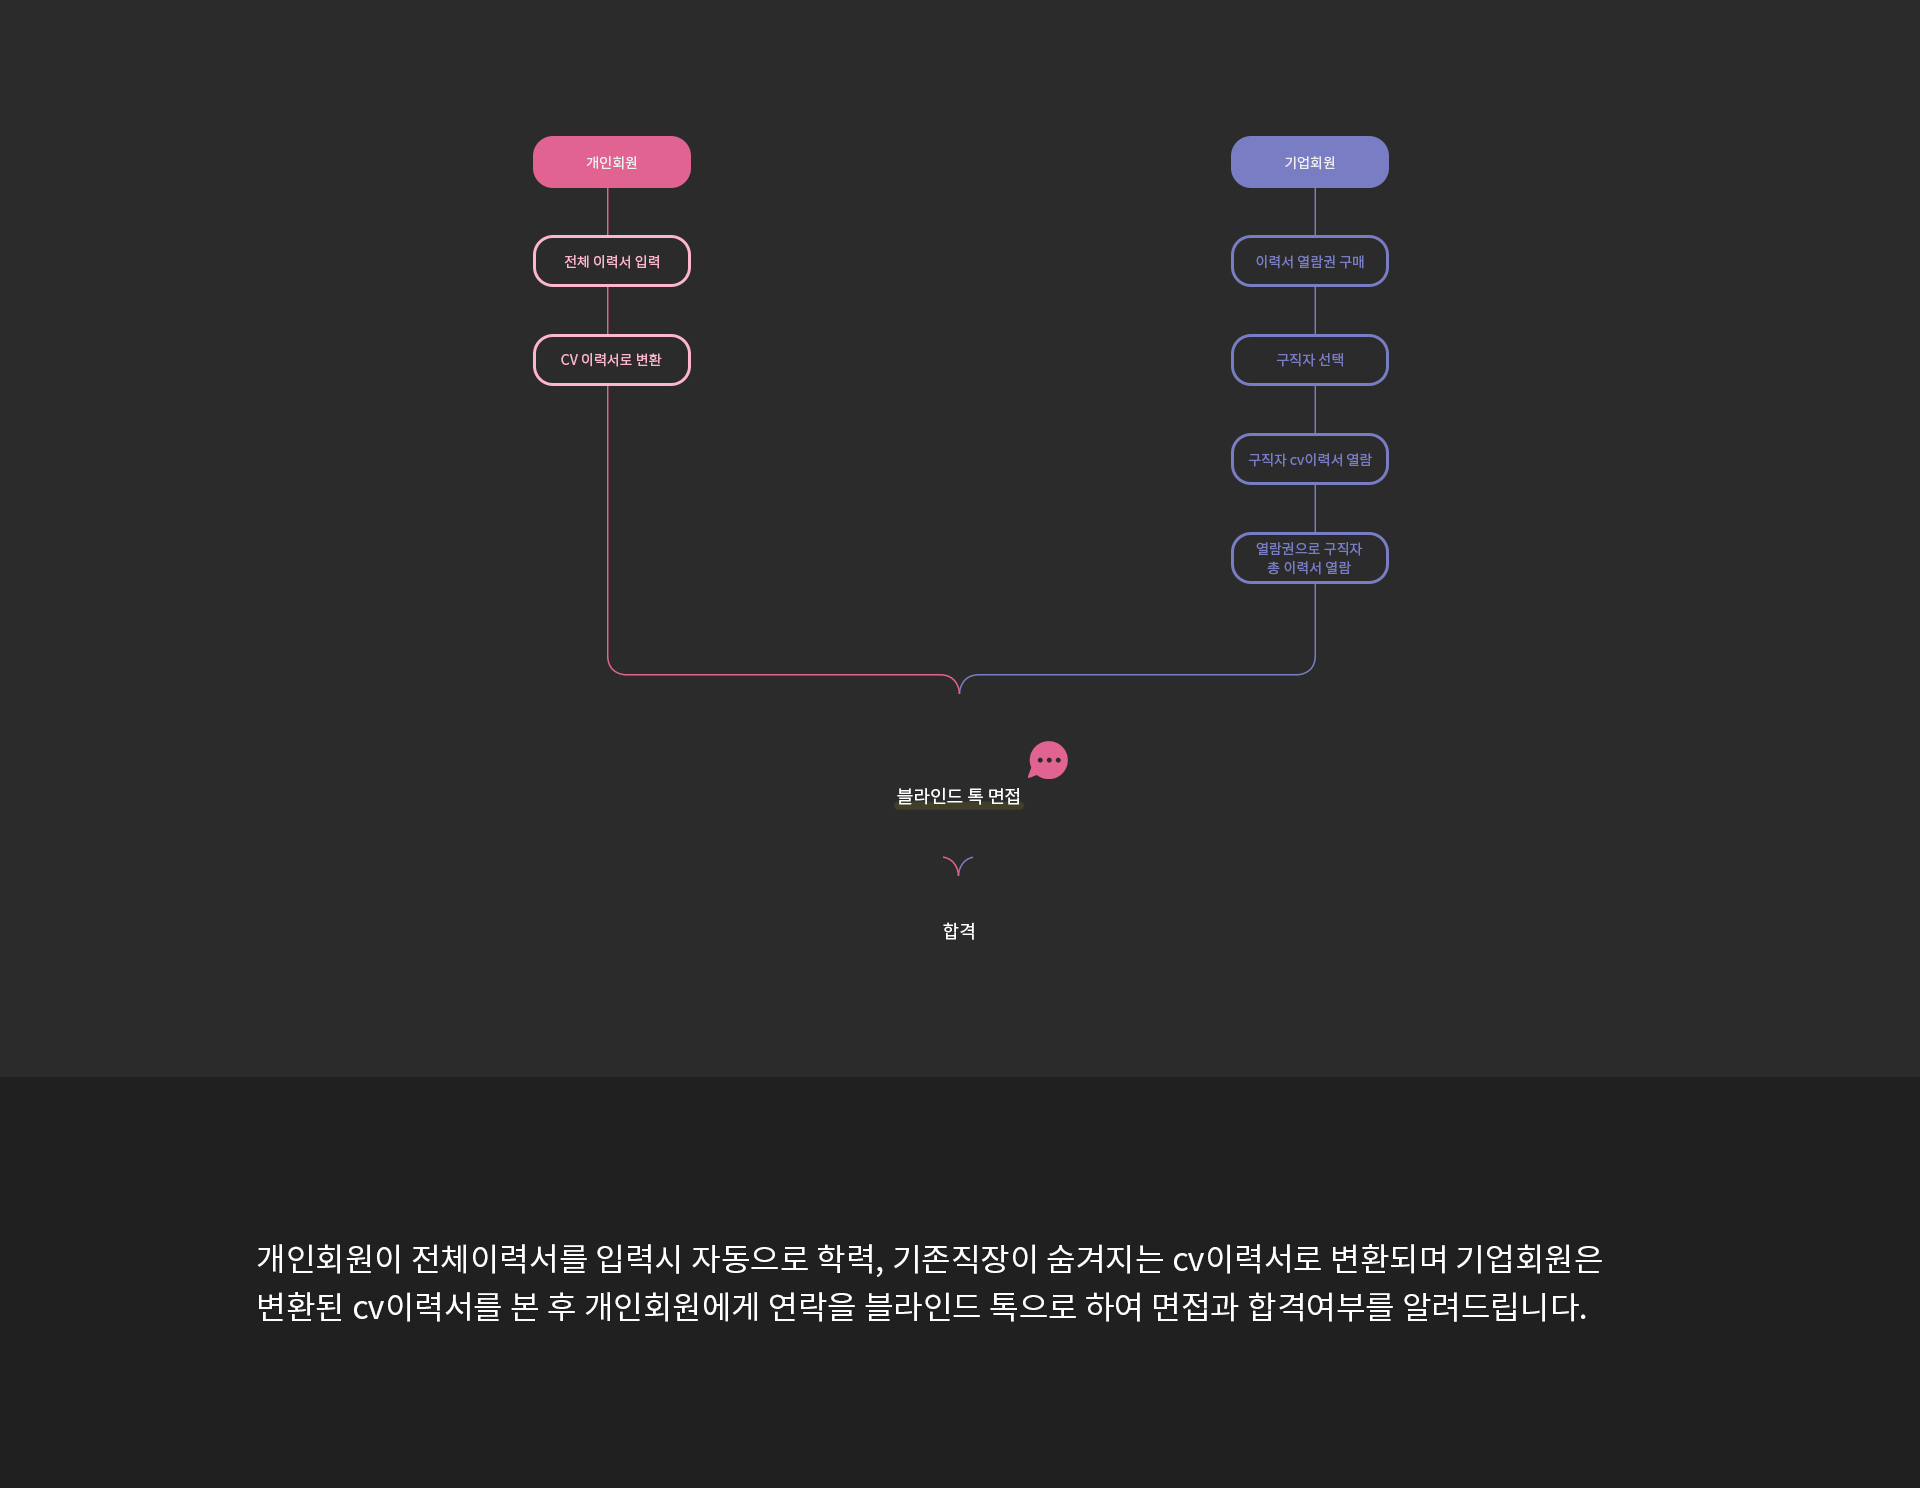 개인회원
전체 이력서 입력
CV 이력서로 변환
기업회원
이력서 열람권 구매
구직자 선택
구직자 cv이력서 열람
열람권으로 구직자
총 이력서 열람
블라인드 톡 면접
합격
개인회원이 전체이력서를 입력시 자동으로 학력, 기존직장이 숨겨지는 cv이력서로 변환되며 기업회원은
변환된 cv이력서를 본 후 개인회원에게 연락을 블라인드 톡으로 하여 면접과 합격여부를 알려드립니다.